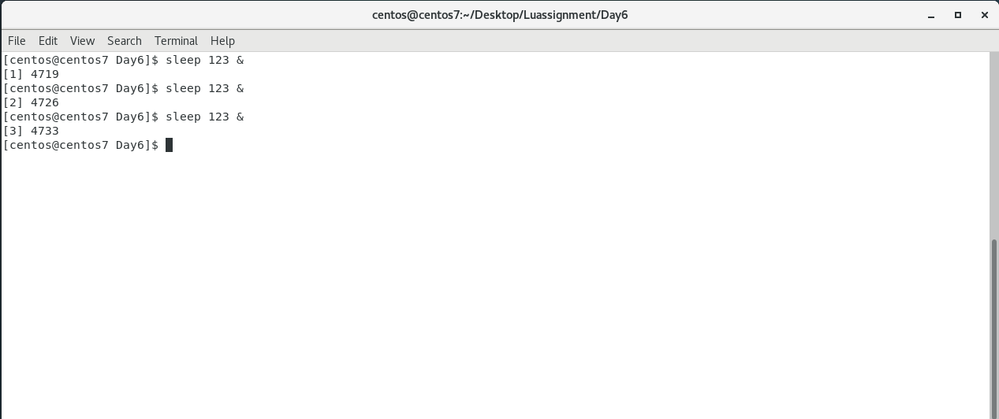 centos@centos7:~/Desktop/Luassignment/Day6
File Edit View Search Terminal Help
[centos@centos7 Day6]$ sleep 123 &
[1] 4719
[centos@centos7 Day6]$ sleep 123 &
[2] 4726
[centos@centos7 Day6]$ sleep 123 &
[3] 4733
[centos@centos7 Day6]$